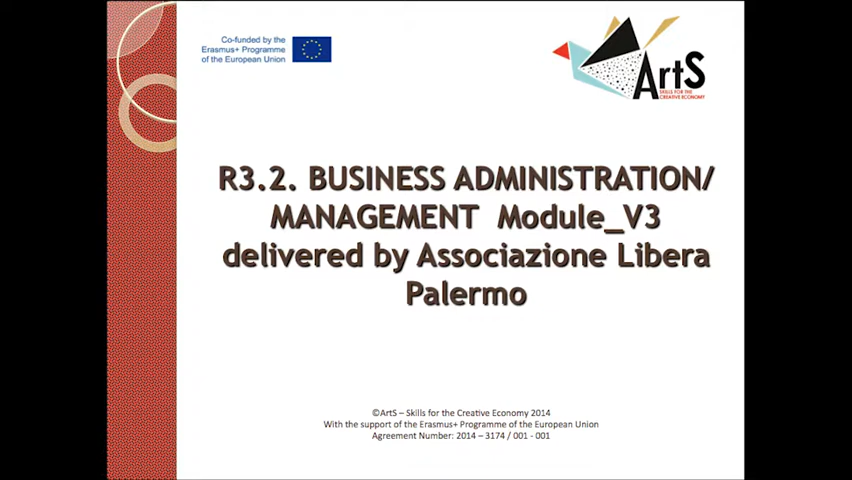 Co-funded by the
Erasmus+ Programme
of the European Union
ArtS
SKILLS FOR THE
CREATIVE ECONOMY
R3.2. BUSINESS ADMINISTRATION/
MANAGEMENT Module_V3
delivered by Associazione Libera
Palermo
©ArtS – Skills for the Creative Economy 2014
With the support of the Erasmus+ Programme of the European Union
Agreement Number: 2014 – 3174 / 001 - 001